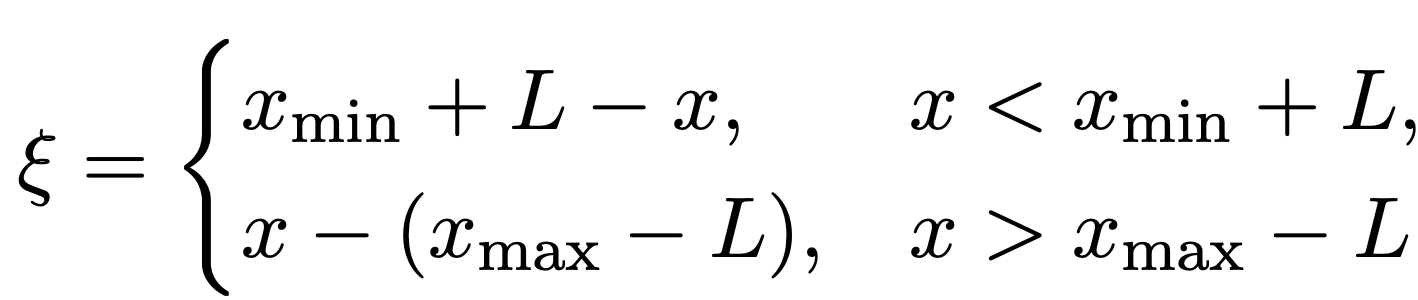 ξ = { x_min + L − x,   x < x_min + L,
x − (x_max − L),   x > x_max − L